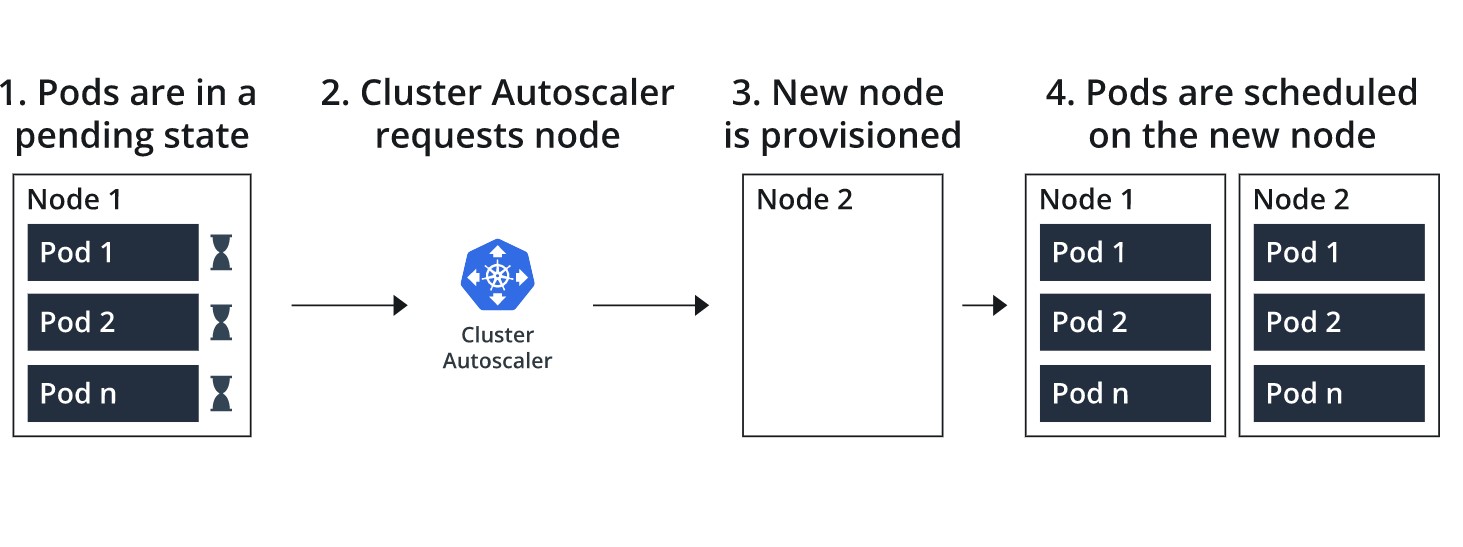 1. Pods are in a
pending state
Node 1
Pod 1
Pod 2
Pod n
2. Cluster Autoscaler
requests node
Cluster
Autoscaler
3. New node
is provisioned
Node 2
4. Pods are scheduled
on the new node
Node 1
Pod 1
Pod 2
Pod n
Node 2
Pod 1
Pod 2
Pod n